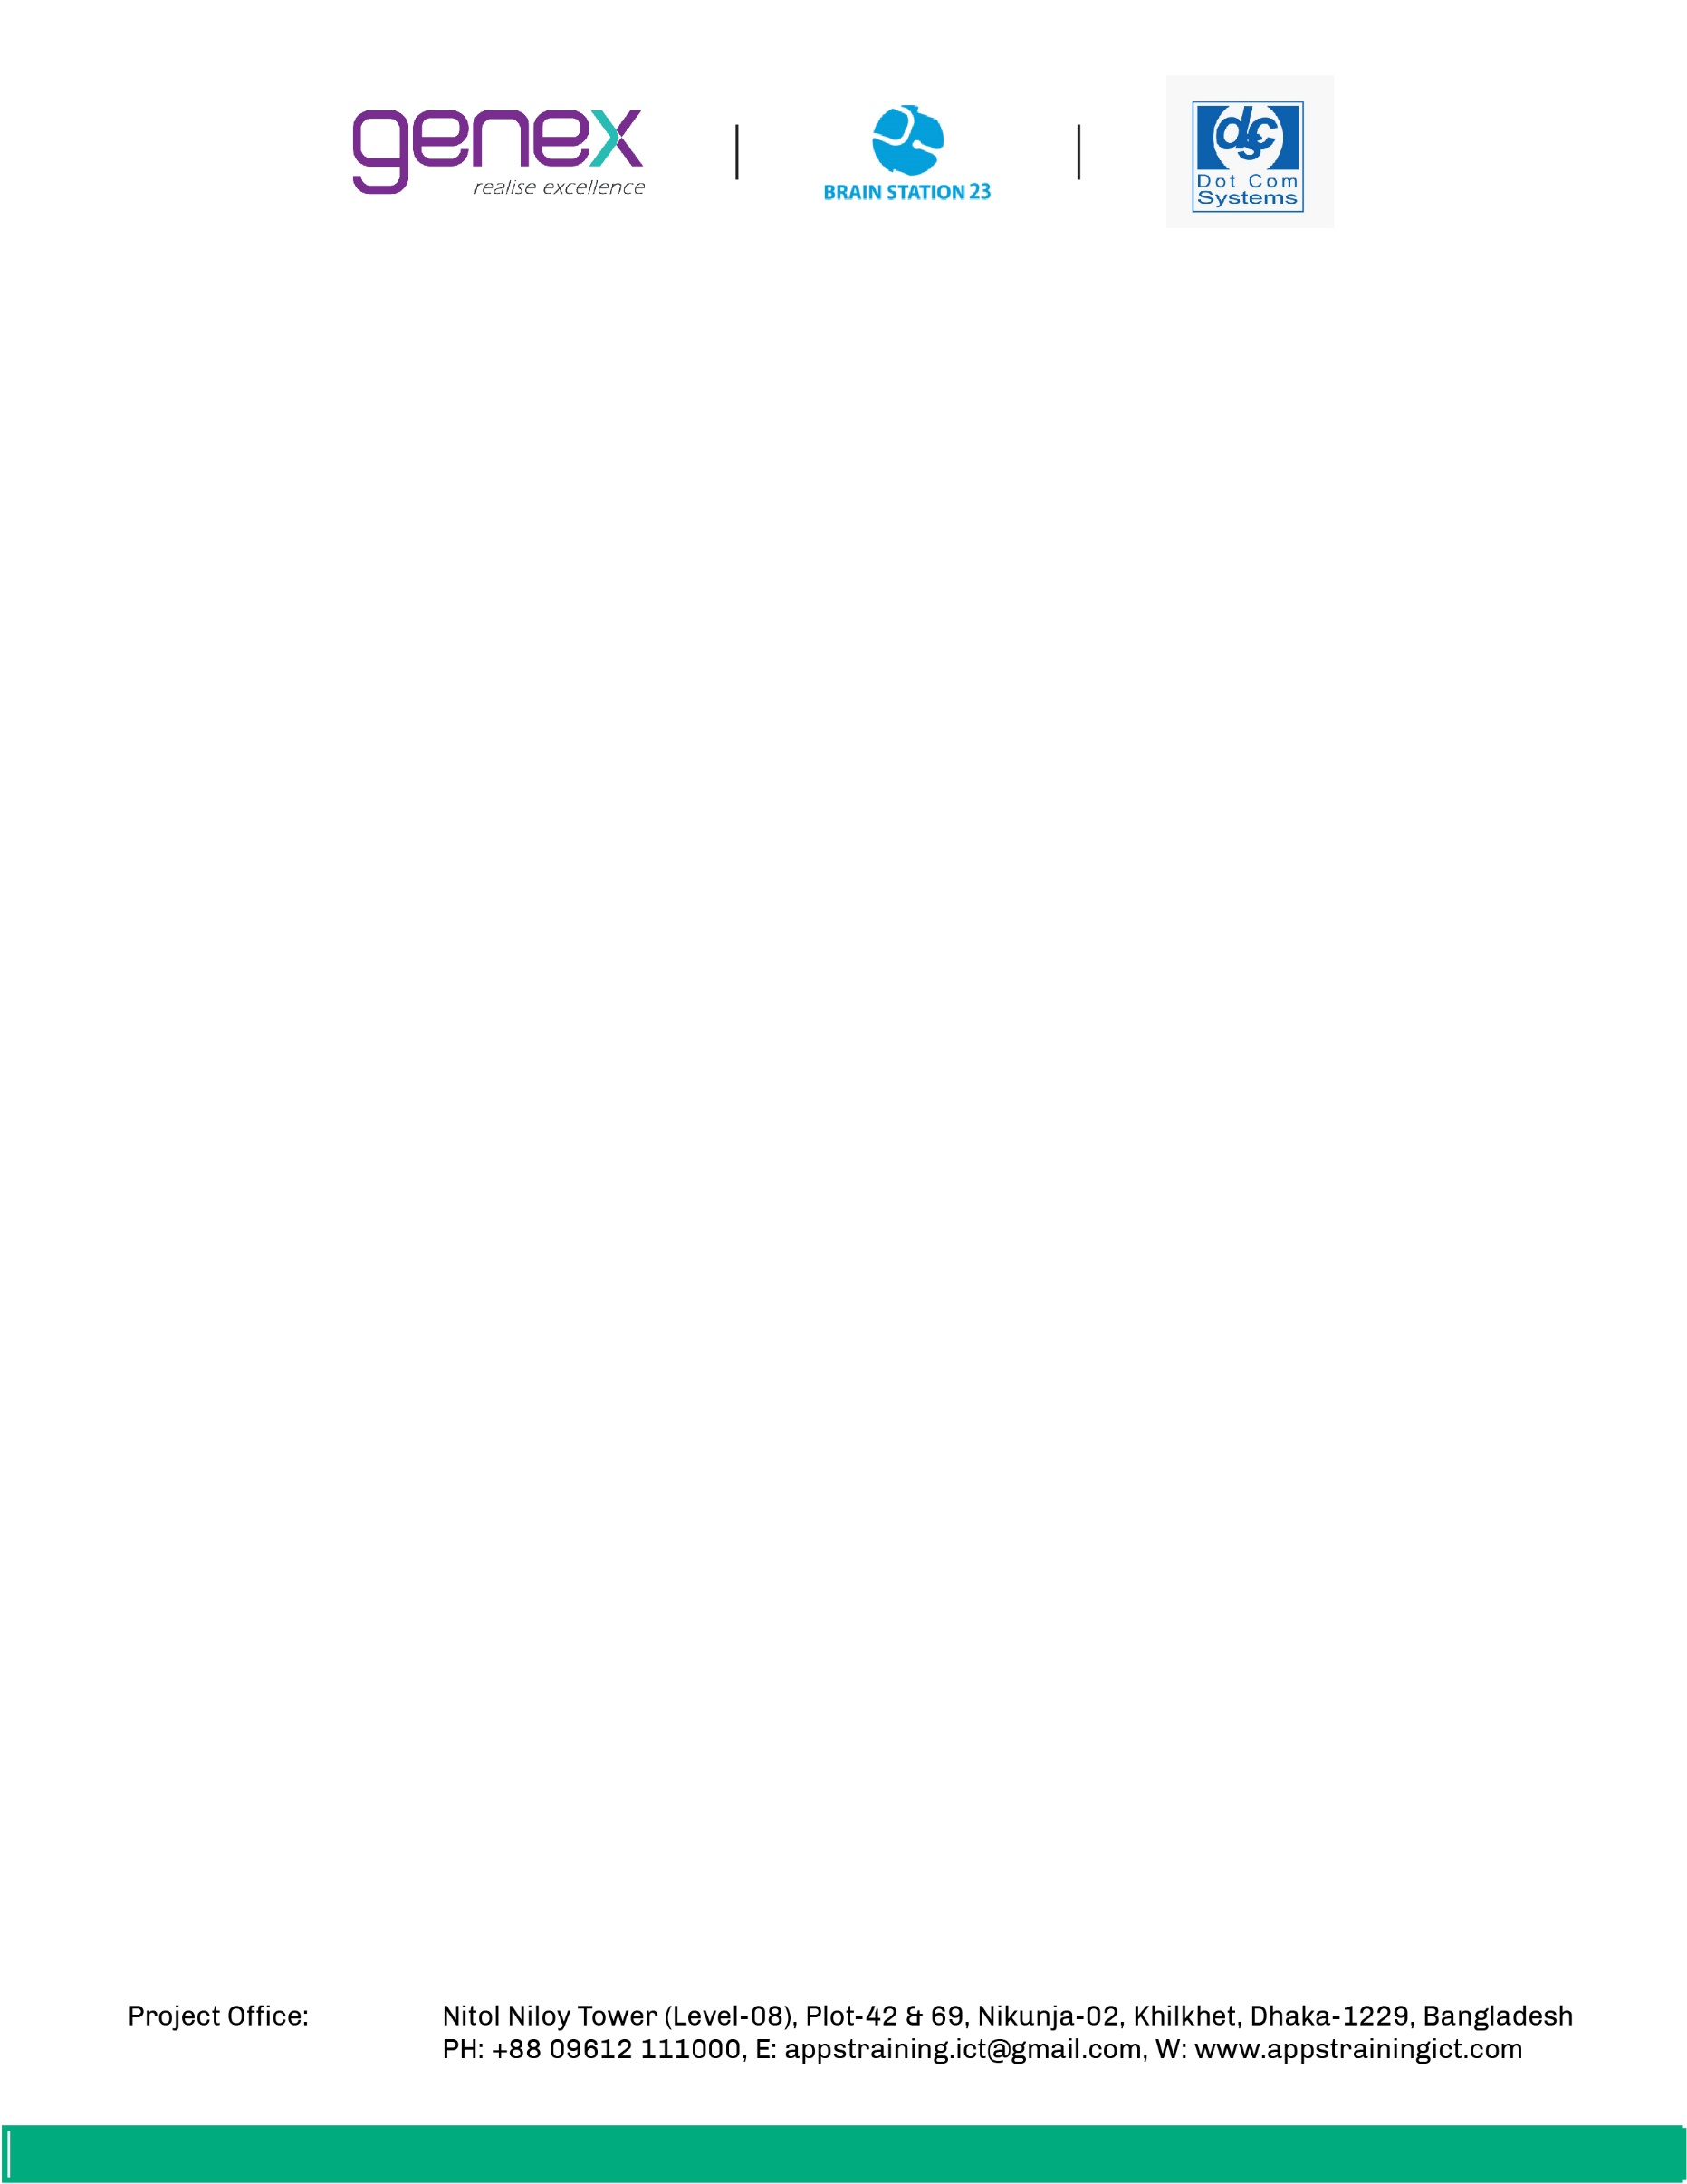 genex
realise excellence
BRAIN STATION 23
dsc
Dot Com
Systems
Project Office: Nitol Niloy Tower (Level-08), Plot-42 & 69, Nikunja-02, Khilkhet, Dhaka-1229, Bangladesh
PH: +88 09612 111000, E: appstraining.ict@gmail.com, W: www.appstrainingict.com